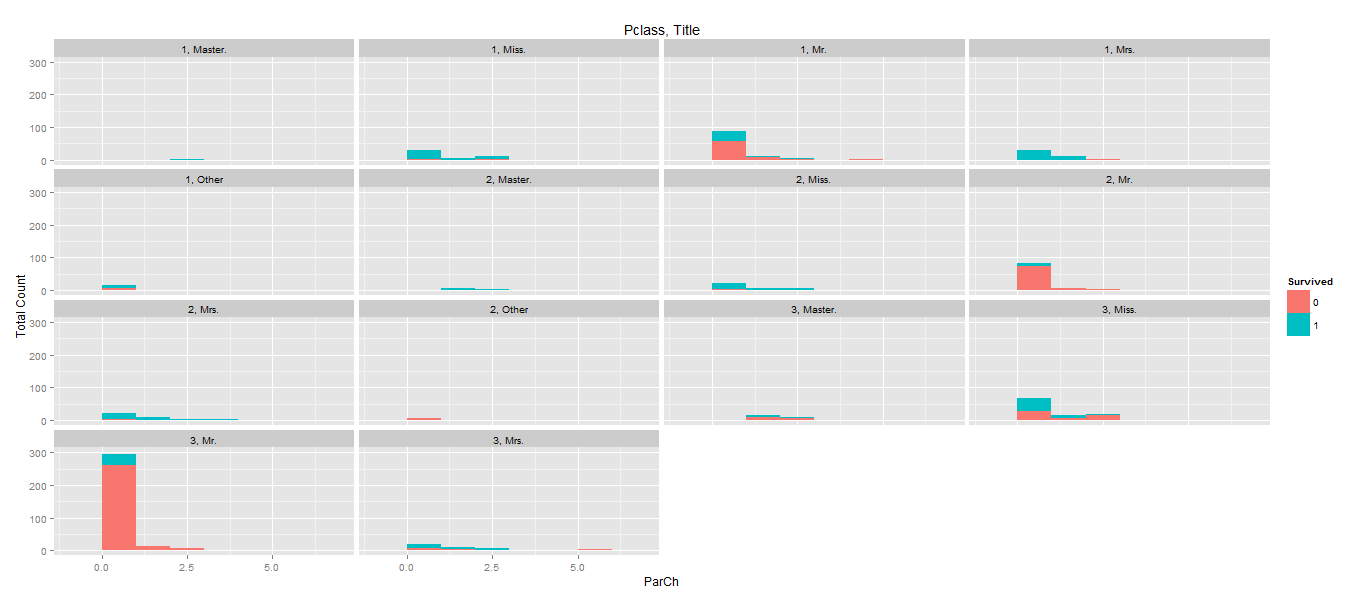 Pclass, Title
1, Master.
1, Miss.
1, Mr.
1, Mrs.
300
200
100
0
1, Other
2, Master.
2, Miss.
2, Mr.
300
200
100
0
2, Mrs.
2, Other
3, Master.
3, Miss.
300
200
100
0
3, Mr.
3, Mrs.
300
200
100
0
0.0
2.5
5.0
0.0
2.5
5.0
ParCh
Total Count
Survived
0
1